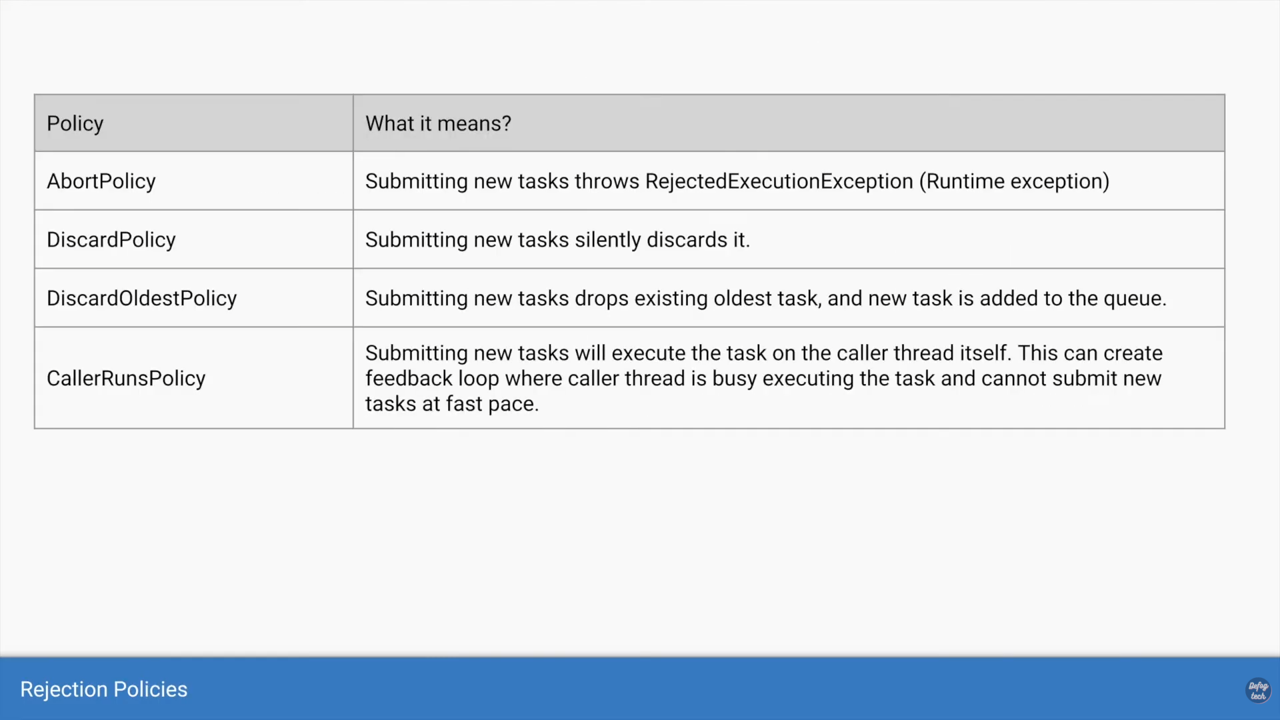 Policy
What it means?
AbortPolicy
Submitting new tasks throws RejectedExecutionException (Runtime exception)
DiscardPolicy
Submitting new tasks silently discards it.
DiscardOldestPolicy
Submitting new tasks drops existing oldest task, and new task is added to the queue.
CallerRunsPolicy
Submitting new tasks will execute the task on the caller thread itself. This can create
feedback loop where caller thread is busy executing the task and cannot submit new
tasks at fast pace.
Rejection Policies
Defog
tech